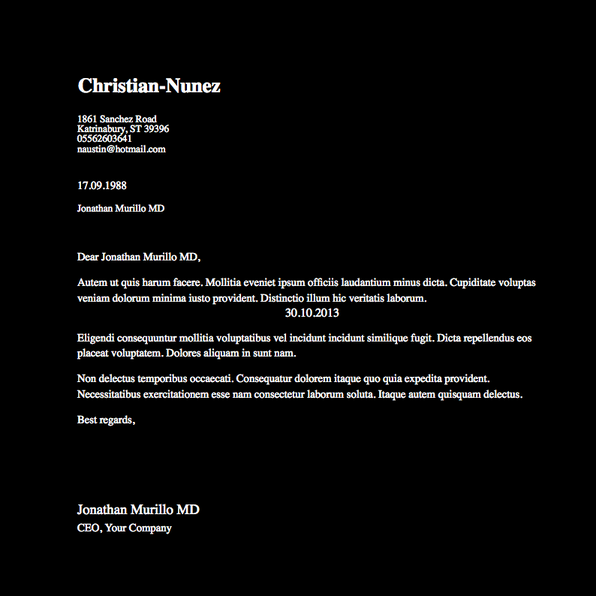 Christian-Nunez
1861 Sanchez Road
Katrinabury, ST 39396
05562603641
naustin@hotmail.com
17.09.1988
Jonathan Murillo MD
Dear Jonathan Murillo MD,
Autem ut quis harum facere. Mollitia eveniet ipsum officiis laudantium minus dicta. Cupiditate voluptas
veniam dolorum minima iusto provident. Distinctio illum hic veritatis laborum.
30.10.2013
Eligendi consequuntur mollitia voluptatibus vel incidunt incidunt similique fugit. Dicta repellendus eos
placeat voluptatem. Dolores aliquam in sunt nam.
Non delectus temporibus occaecati. Consequatur dolorem itaque quo quia expedita provident.
Necessitatibus exercitationem esse nam consectetur laborum soluta. Itaque autem quisquam delectus.
Best regards,
Jonathan Murillo MD
CEO, Your Company